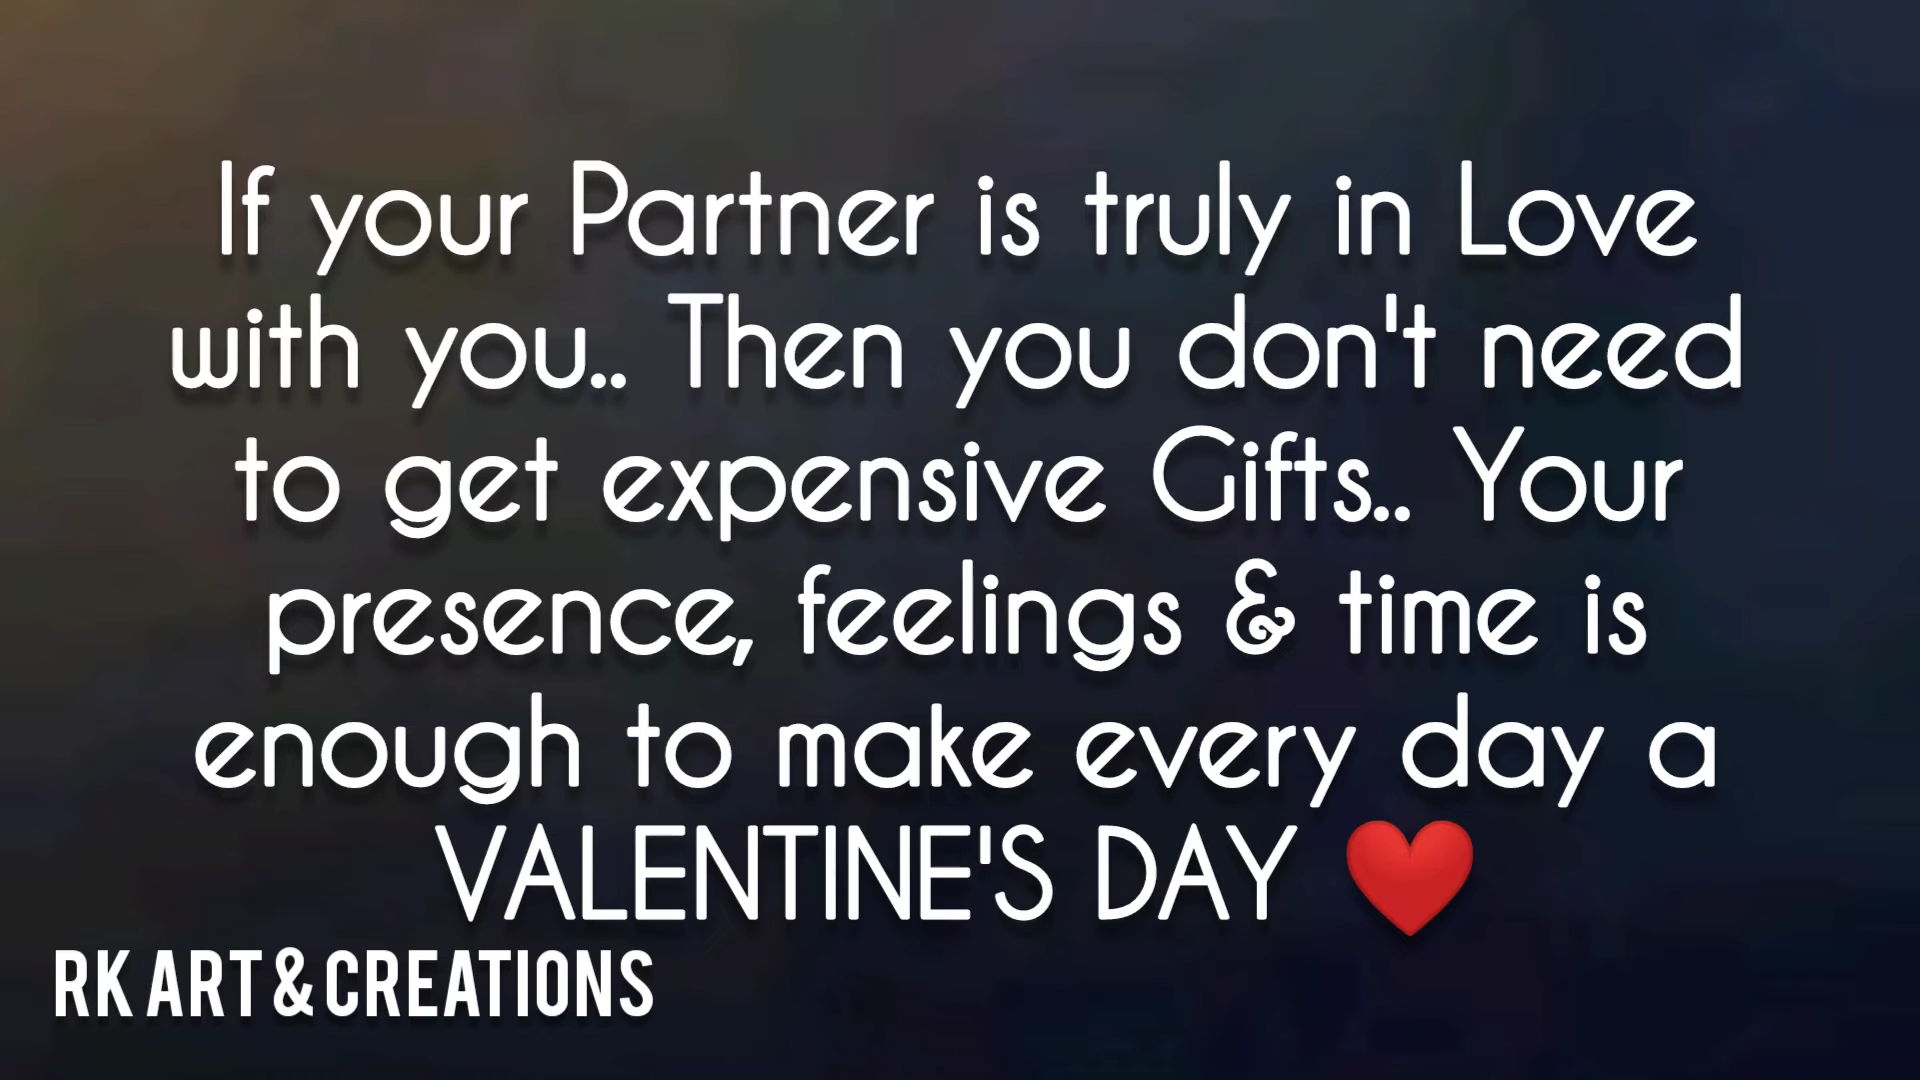 If your Partner is truly in Love
with you.. Then you don't need
to get expensive Gifts.. Your
presence, feelings & time is
enough to make every day a
VALENTINE'S DAY ❤️
RK ART & CREATIONS